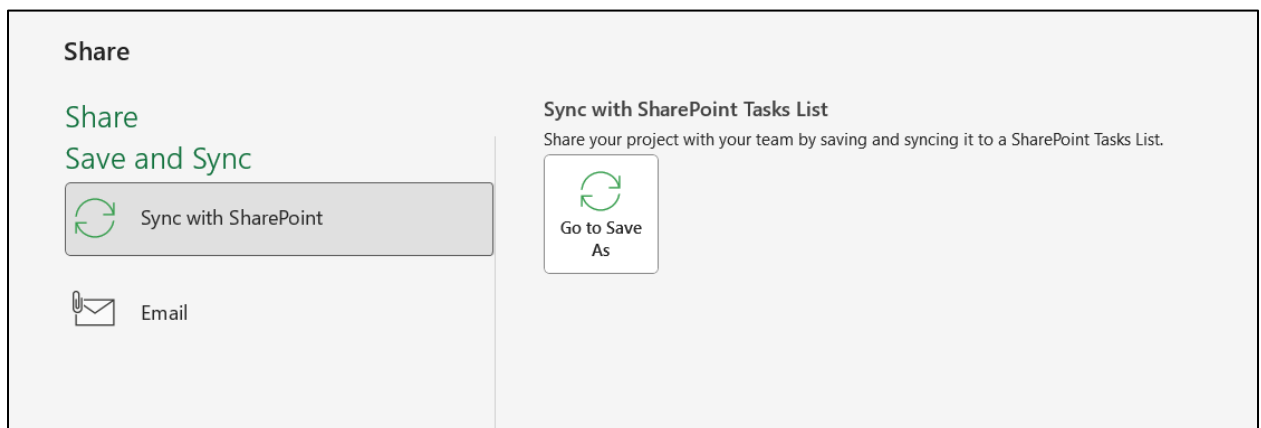 Share
Share
Save and Sync
Sync with SharePoint
Email
Sync with SharePoint Tasks List
Share your project with your team by saving and syncing it to a SharePoint Tasks List.
Go to Save
As